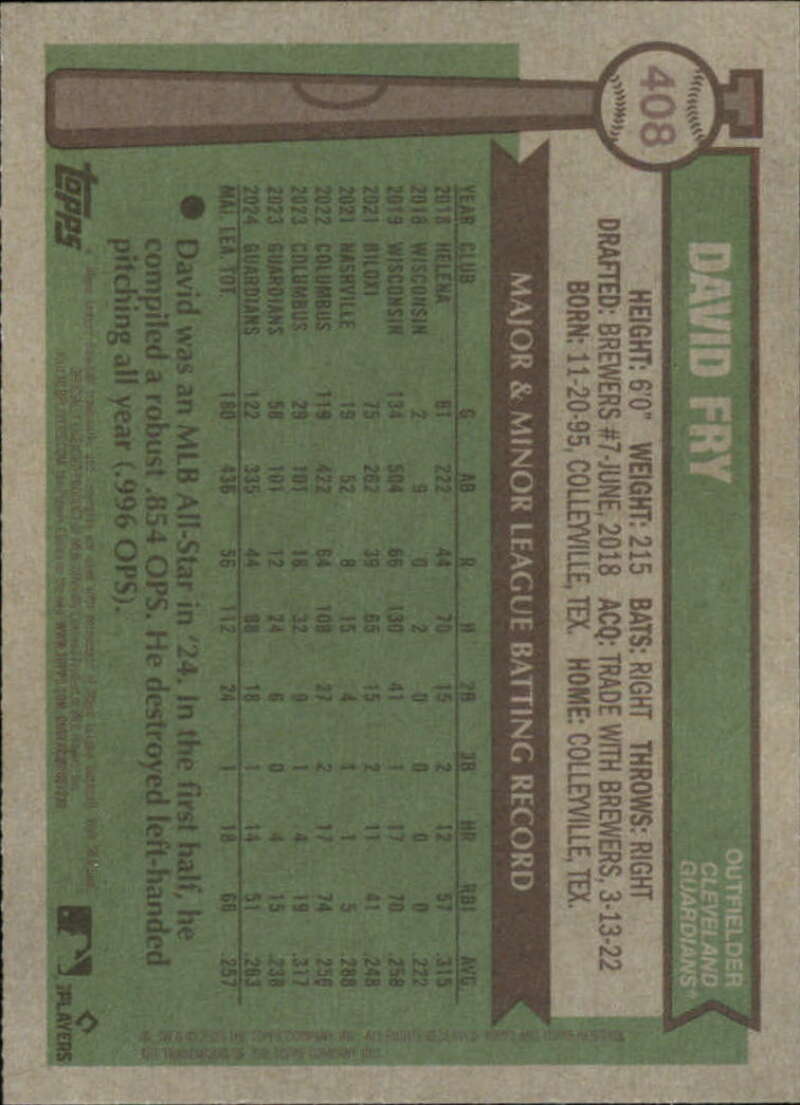 408
DAVID FRY
OUTFIELDER
CLEVELAND
GUARDIANS™
HEIGHT: 6'0" WEIGHT: 215 BATS: RIGHT THROWS: RIGHT
DRAFTED: BREWERS #7-JUNE, 2018 ACQ: TRADE WITH BREWERS, 3-13-22
BORN: 11-20-95, COLLEYVILLE, TEX. HOME: COLLEYVILLE, TEX.
MAJOR & MINOR LEAGUE BATTING RECORD
YEAR CLUB G AB R H 2B 3B HR RBI AVG.
2018 HELENA 61 222 44 70 15 2 12 57 .315
2018 WISCONSIN 2 9 0 2 0 0 0 0 .222
2019 WISCONSIN 134 504 66 130 41 1 17 70 .258
2021 BILOXI 75 262 39 65 15 2 11 41 .248
2021 NASHVILLE 19 52 8 15 4 1 1 5 .288
2022 COLUMBUS 119 422 64 108 27 2 17 74 .256
2023 COLUMBUS 29 101 16 32 9 1 4 19 .317
2023 GUARDIANS 58 101 12 24 6 0 4 15 .238
2024 GUARDIANS 122 335 44 88 18 1 14 51 .263
MAJ. LEA. TOT. 180 436 56 112 24 1 18 66 .257
● David was an MLB All-Star in '24. In the first half, he
compiled a robust .854 OPS. He destroyed left-handed
pitching all year (.996 OPS).
topps
PLAYERS